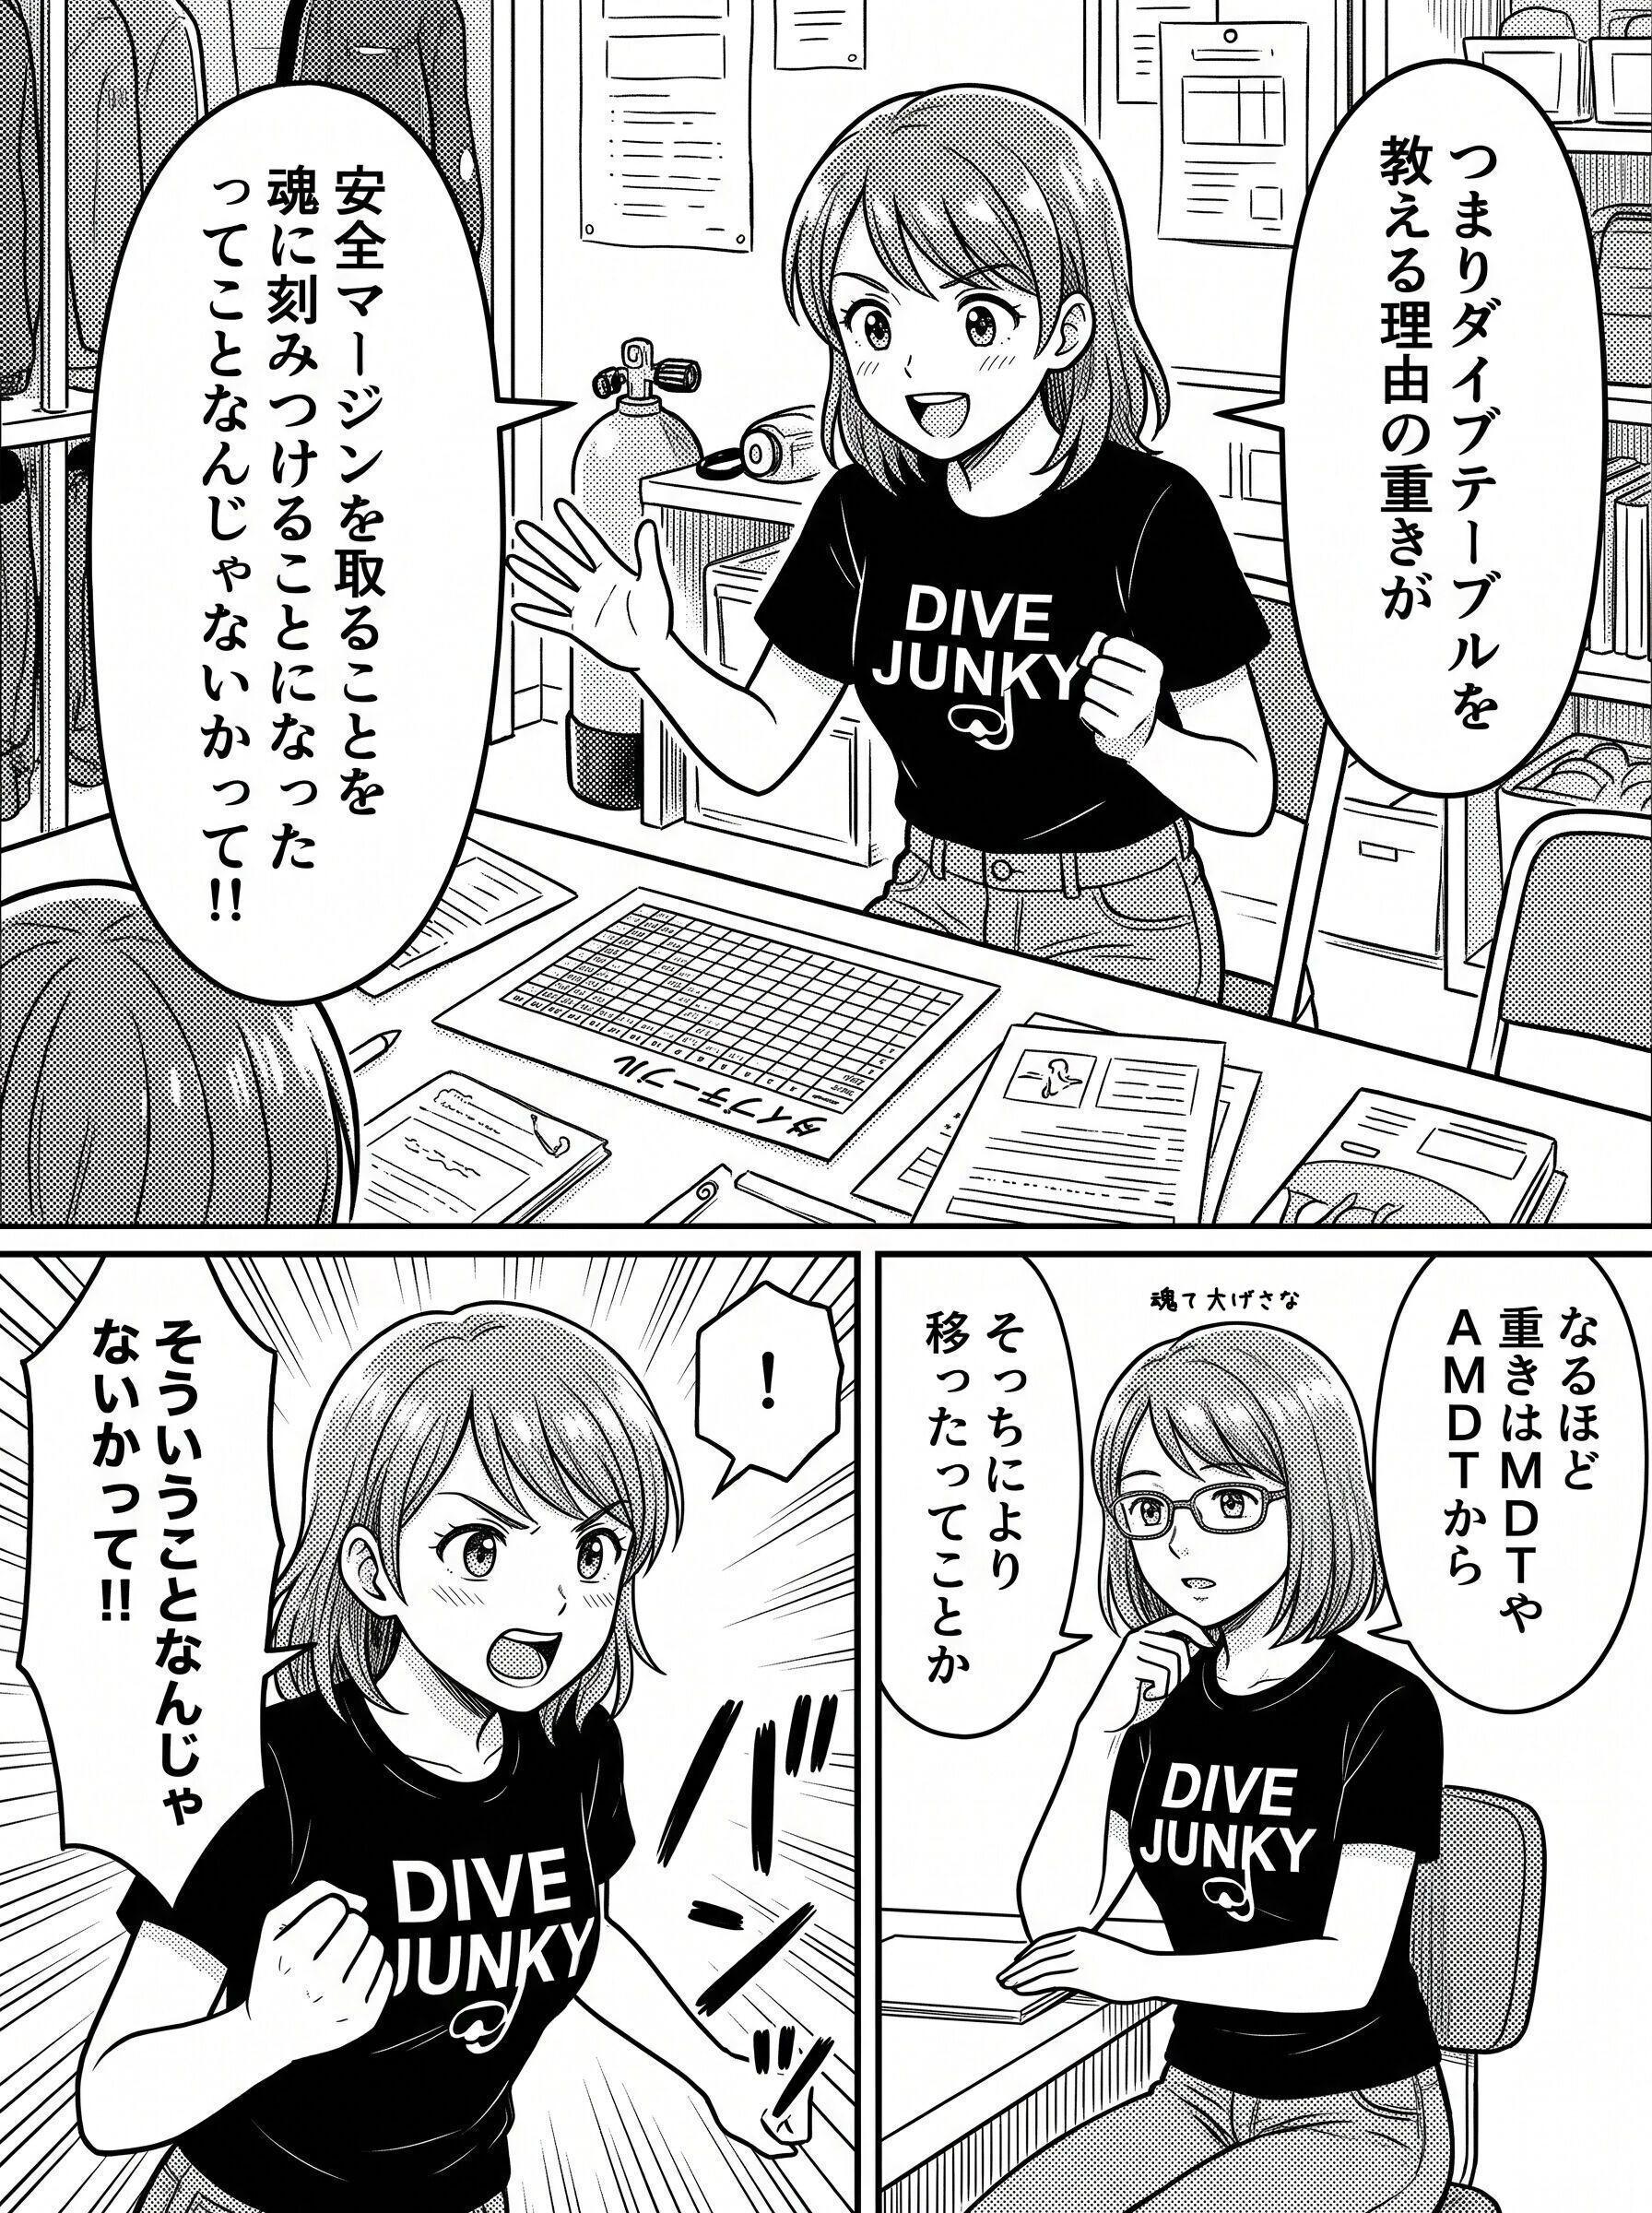 つまりダイブテーブルを
教える理由の重きが
安全マージンを取ることを
魂に刻みつけることになった
ってことなんじゃないかって!!
DIVE
JUNKY
ダイブテーブル
なるほど
重きはMDTや
AMDTから
魂て大げさな
そっちにより
移ったってことか
DIVE
JUNKY
！
そういうことなんじゃ
ないかって!!
DIVE
JUNKY